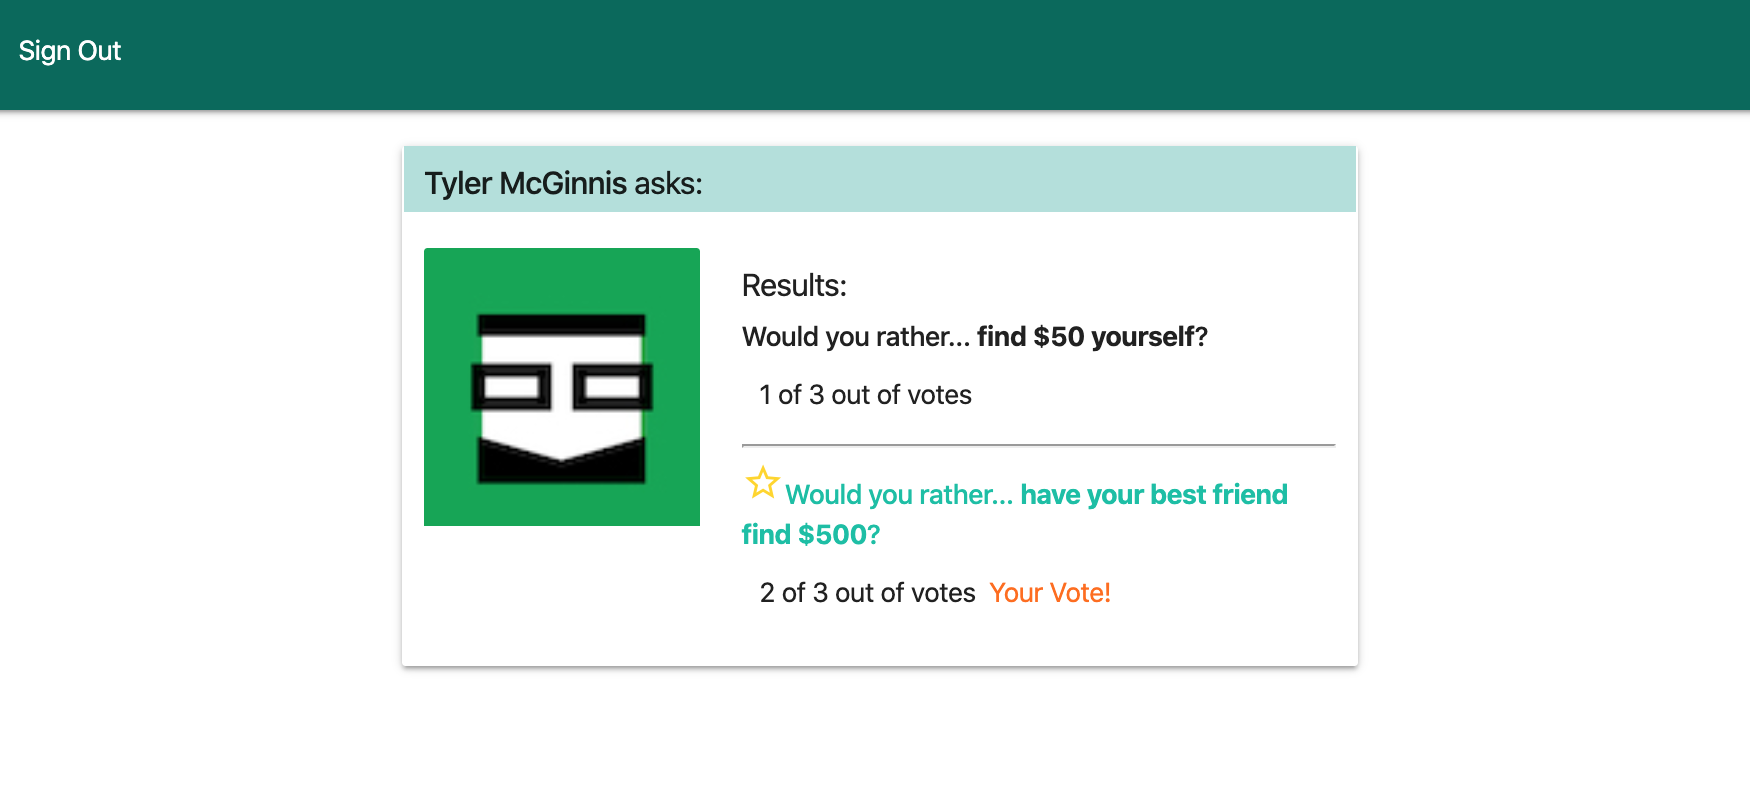 Sign Out
Tyler McGinnis asks:
Results:
Would you rather... find $50 yourself?
1 of 3 out of votes
Would you rather... have your best friend
find $500?
2 of 3 out of votes Your Vote!